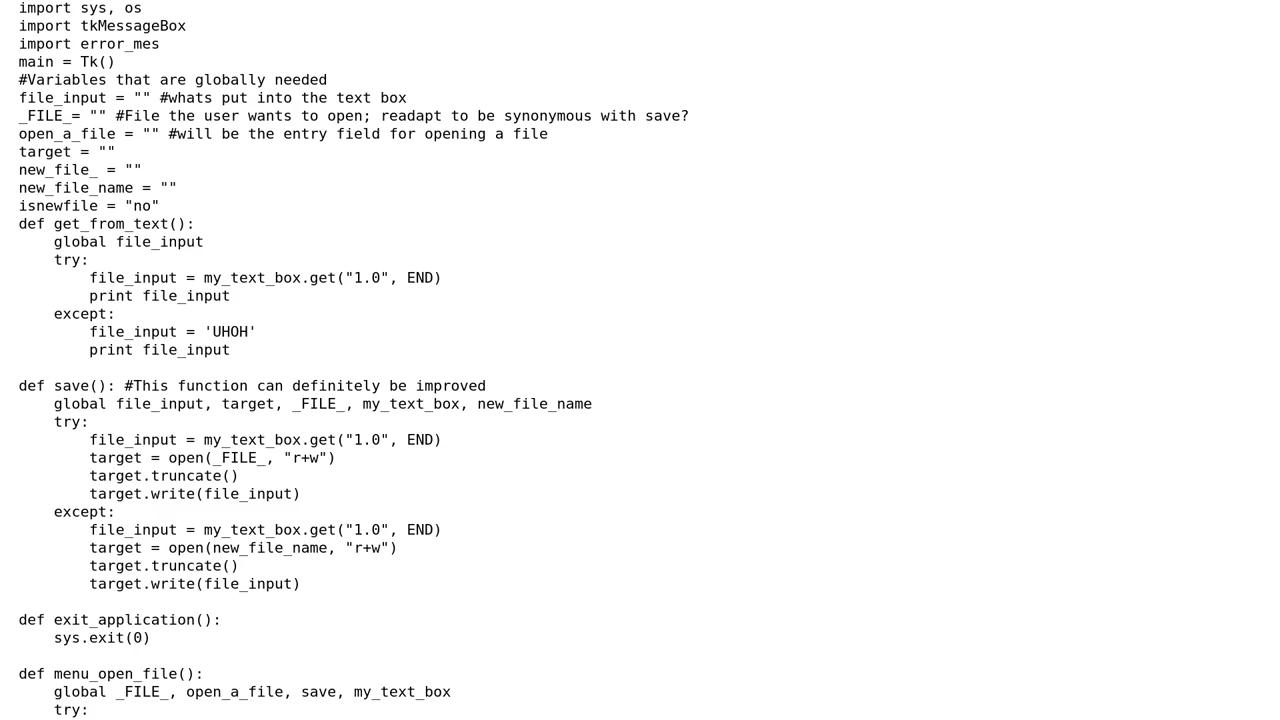 import sys, os
import tkMessageBox
import error_mes
main = Tk()
#Variables that are globally needed
file_input = "" #whats put into the text box
_FILE_= "" #File the user wants to open; readapt to be synonymous with save?
open_a_file = "" #will be the entry field for opening a file
target = ""
new_file_ = ""
new_file_name = ""
isnewfile = "no"
def get_from_text():
    global file_input
    try:
        file_input = my_text_box.get("1.0", END)
        print file_input
    except:
        file_input = 'UHOH'
        print file_input

def save(): #This function can definitely be improved
    global file_input, target, _FILE_, my_text_box, new_file_name
    try:
        file_input = my_text_box.get("1.0", END)
        target = open(_FILE_, "r+w")
        target.truncate()
        target.write(file_input)
    except:
        file_input = my_text_box.get("1.0", END)
        target = open(new_file_name, "r+w")
        target.truncate()
        target.write(file_input)

def exit_application():
    sys.exit(0)

def menu_open_file():
    global _FILE_, open_a_file, save, my_text_box
    try: